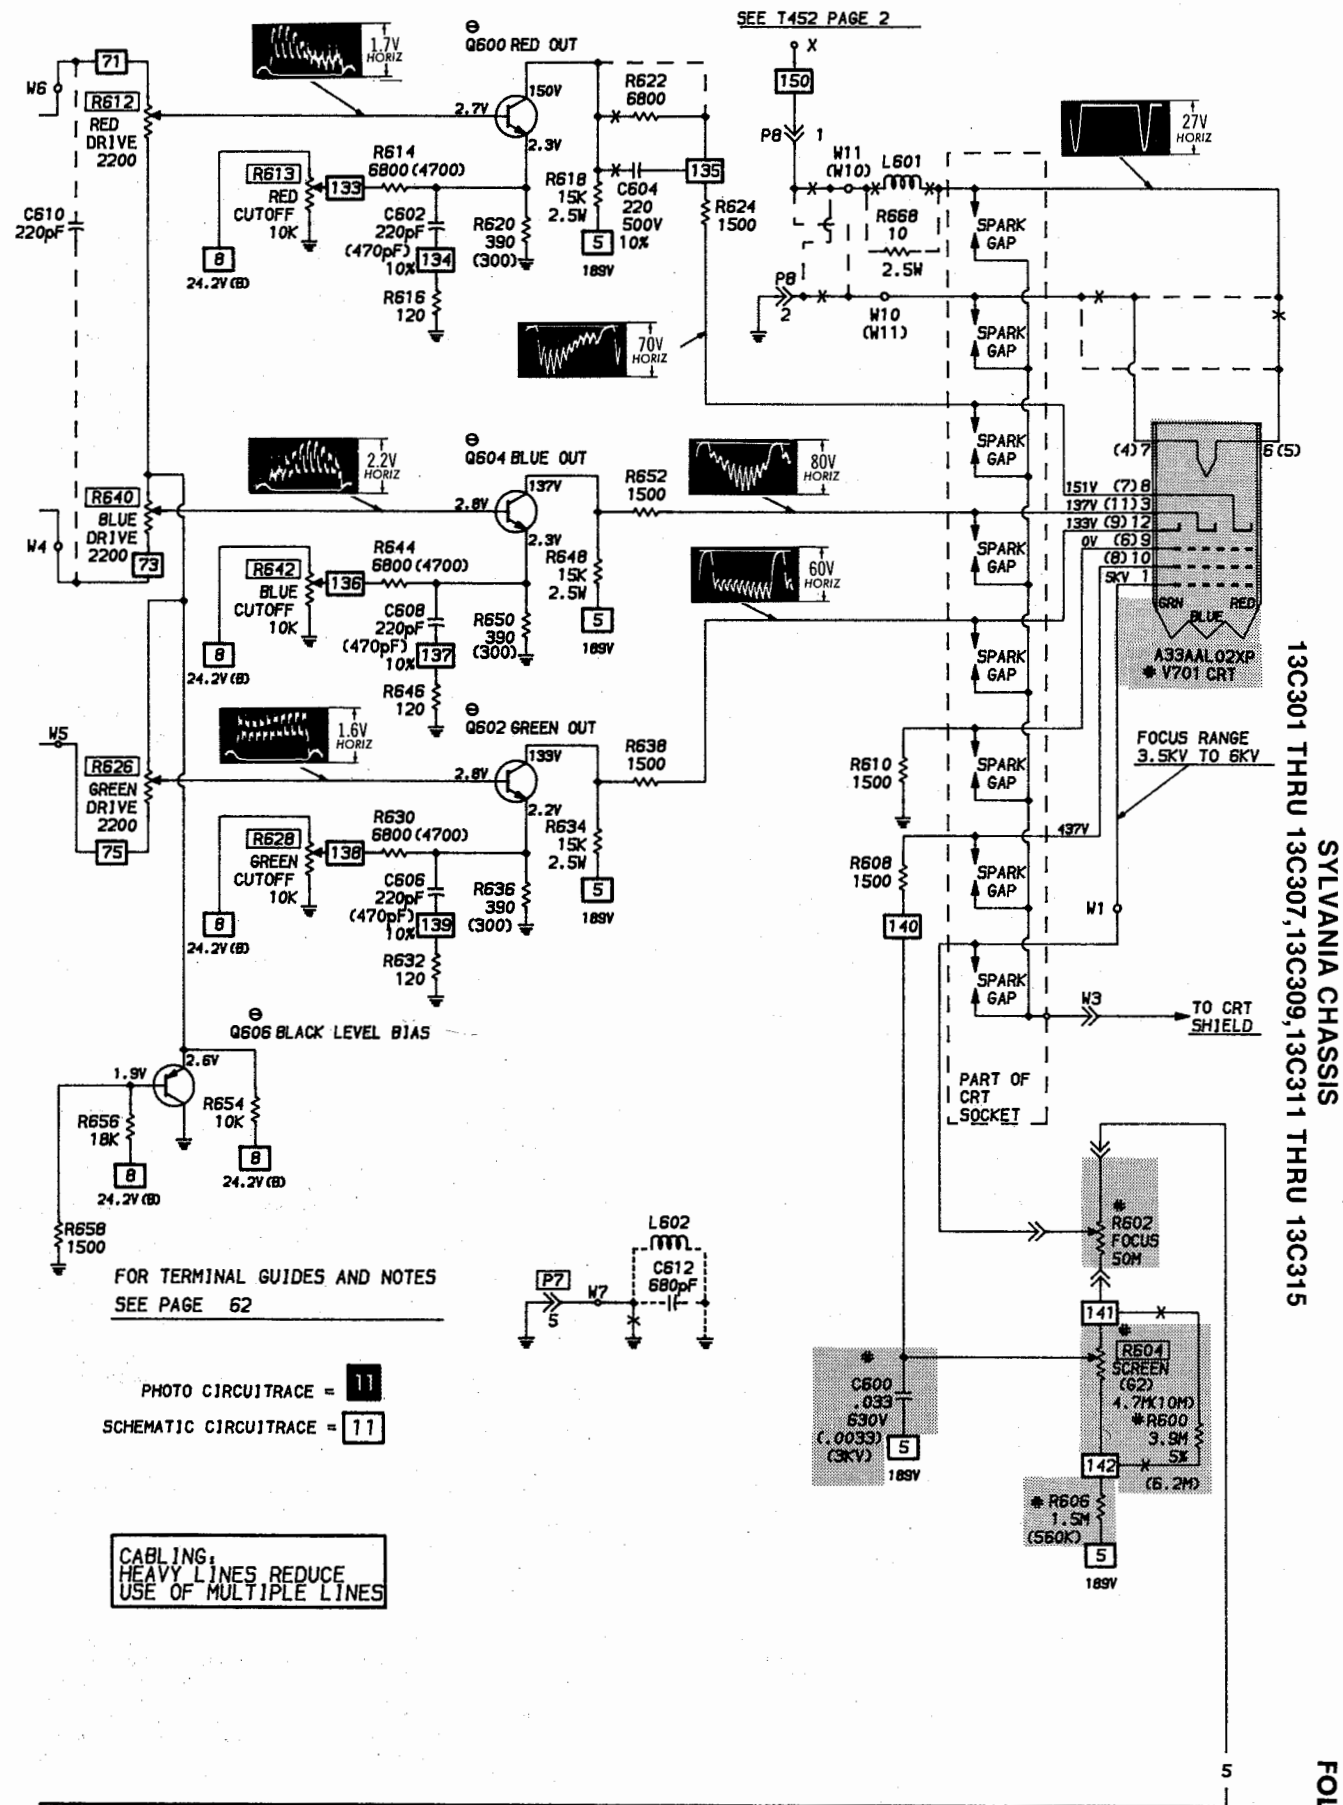 SEE T452 PAGE 2
X
150
P8
1
1.7V
HORIZ
Q600 RED OUT
W6
71
R612
RED
DRIVE
2200
2.7V
150V
2.3V
R622
6800
135
R613
RED
CUTOFF
10K
133
R614
6800(4700)
C602
220pF
(470pF)
10%
134
R616
120
8
24.2V(B)
C610
220pF
R620
390
(300)
R618
15K
2.5W
5
189V
C604
220
500V
10%
R624
1500
W11
(W10)
L601
R668
10
2.5W
P8
2
W10
(W11)
27V
HORIZ
SPARK
GAP
SPARK
GAP
70V
HORIZ
2.2V
HORIZ
Q604 BLUE OUT
137V
2.8V
2.3V
R652
1500
80V
HORIZ
SPARK
GAP
(4)7
6(5)
151V (7)8
137V (11)3
133V (9)12
0V (6)9
(8)10
5KV 1
GRN
BLUE
RED
A33AAL02XP
V701 CRT
R640
BLUE
DRIVE
2200
73
W4
R642
BLUE
CUTOFF
10K
136
R644
6800(4700)
C608
220pF
(470pF)
10%
137
R646
120
8
24.2V(B)
R648
15K
2.5W
R650
390
(300)
5
189V
60V
HORIZ
SPARK
GAP
SPARK
GAP
1.6V
HORIZ
Q602 GREEN OUT
133V
2.8V
2.2V
R638
1500
W5
R626
GREEN
DRIVE
2200
75
R628
GREEN
CUTOFF
10K
138
R630
6800(4700)
C606
220pF
(470pF)
10%
139
R632
120
8
24.2V(B)
R634
15K
2.5W
R636
390
(300)
5
189V
R610
1500
SPARK
GAP
FOCUS RANGE
3.5KV TO 6KV
437V
R608
1500
140
SPARK
GAP
W1
SPARK
GAP
W3
TO CRT
SHIELD
PART OF
CRT
SOCKET
Q606 BLACK LEVEL BIAS
2.6V
1.9V
R656
18K
8
24.2V(B)
R654
10K
8
24.2V(B)
R658
1500
FOR TERMINAL GUIDES AND NOTES
SEE PAGE 62
L602
C612
680pF
P7
5
W7
R602
FOCUS
50M
141
R604
SCREEN
(G2)
4.7M(10M)
R600
3.9M
5%
(6.2M)
142
R606
1.5M
(560K)
5
189V
C600
.033
630V
(.0033)
(3KV)
5
189V
PHOTO CIRCUITRACE = 11
SCHEMATIC CIRCUITRACE = 11
CABLING:
HEAVY LINES REDUCE
USE OF MULTIPLE LINES
5
SYLVANIA CHASSIS
13C301 THRU 13C307,13C309,13C311 THRU 13C315